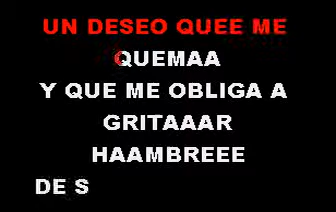 UN DESEO QUEE ME
QUEMAA
Y QUE ME OBLIGA A
GRITAAAR
HAAMBREEE
DE S